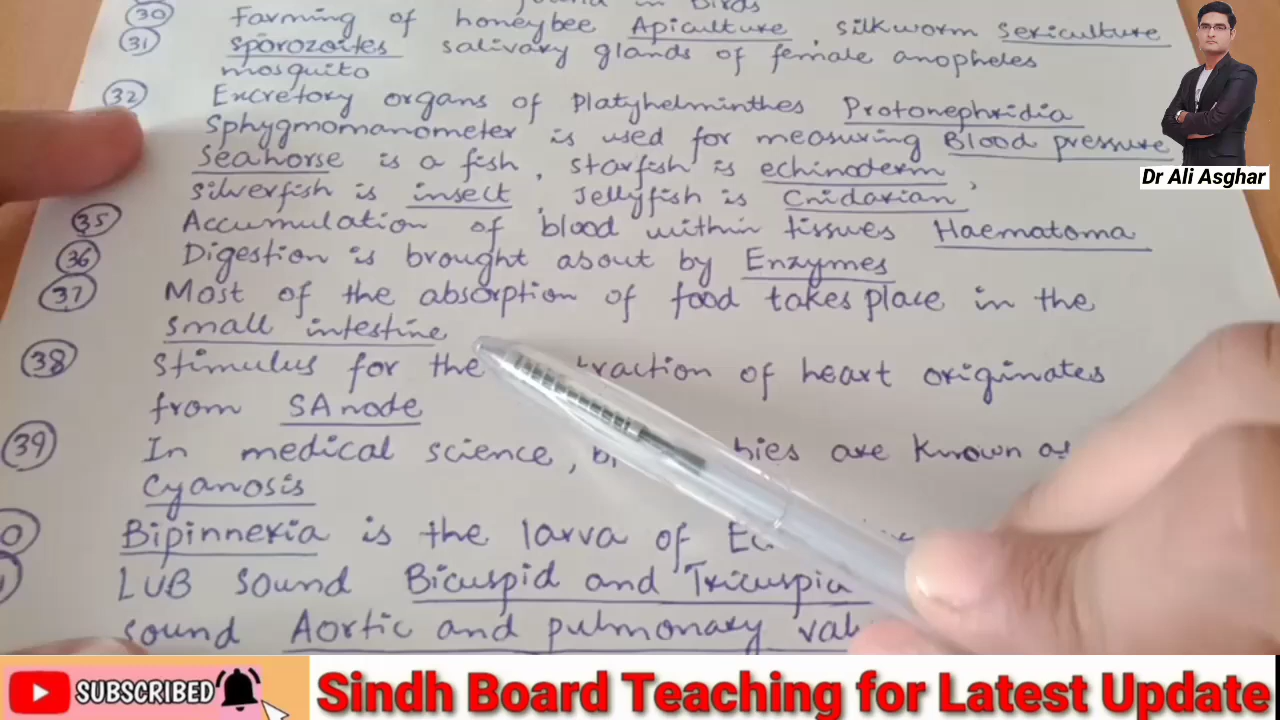 in Birds
30 Farming of honeybee Apiculture, silkworm Sericulture
31 sporozoites salivary glands of female anopheles
mosquito
32 Excretory organs of Platyhelminthes Protonephridia
Sphygmomanometer is used for measuring Blood pressure
Seahorse is a fish, starfish is echinoderm,
silverfish is insect, Jellyfish is Cnidarian
35 Accumulation of blood within tissues Haematoma
36 Digestion is brought about by Enzymes
37 Most of the absorption of food takes place in the
small intestine
38 Stimulus for the traction of heart originates
from SA node
39 In medical science, bies are known as
Cyanosis
Bipinneria is the larva of
LUB sound Bicuspid and Tricuspid
sound Aortic and pulmonary val
Dr Ali Asghar
SUBSCRIBED
Sindh Board Teaching for Latest Update